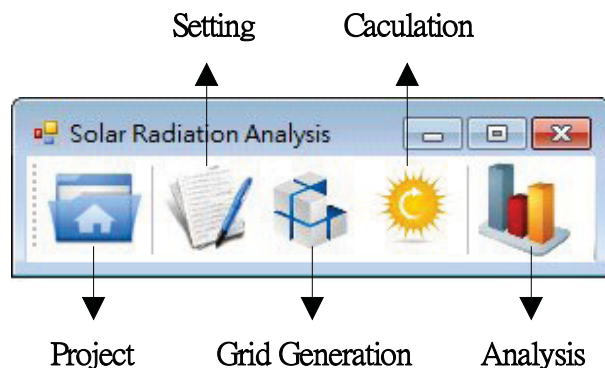 Setting Caculation
Solar Radiation Analysis
Project Grid Generation Analysis